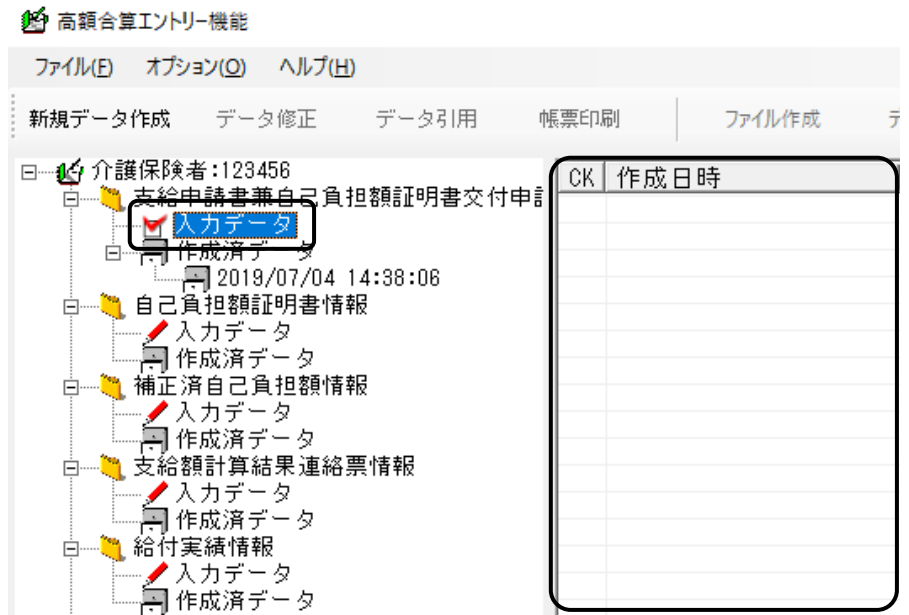 高額合算エントリー機能
ファイル(F) オプション(O) ヘルプ(H)
新規データ作成 データ修正 データ引用 帳票印刷 ファイル作成
介護保険者:123456
支給申請書兼自己負担額証明書交付申請
入力データ
作成済データ
2019/07/04 14:38:06
自己負担額証明書情報
入力データ
作成済データ
補正済自己負担額情報
入力データ
作成済データ
支給額計算結果連絡票情報
入力データ
作成済データ
給付実績情報
入力データ
作成済データ
CK 作成日時